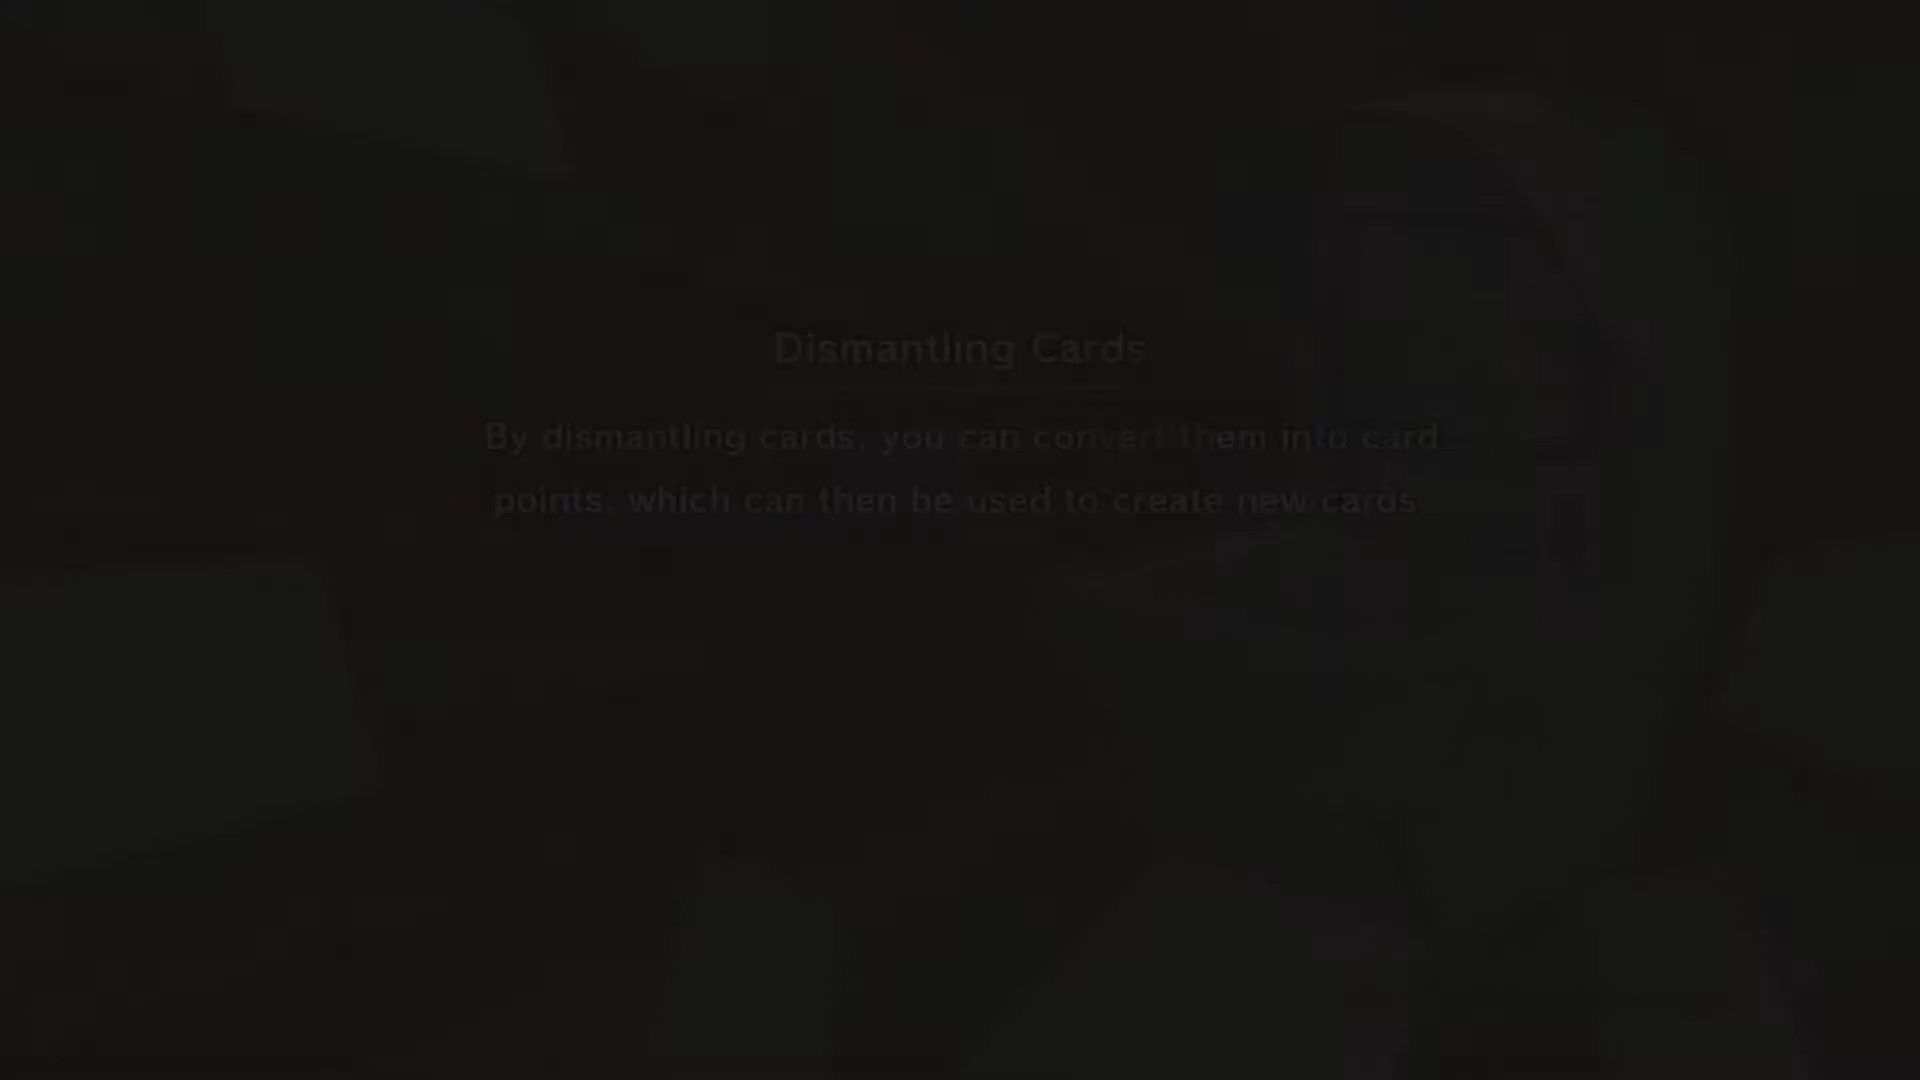 Dismantling Cards
By dismantling cards, you can convert them into card
points, which can then be used to create new cards